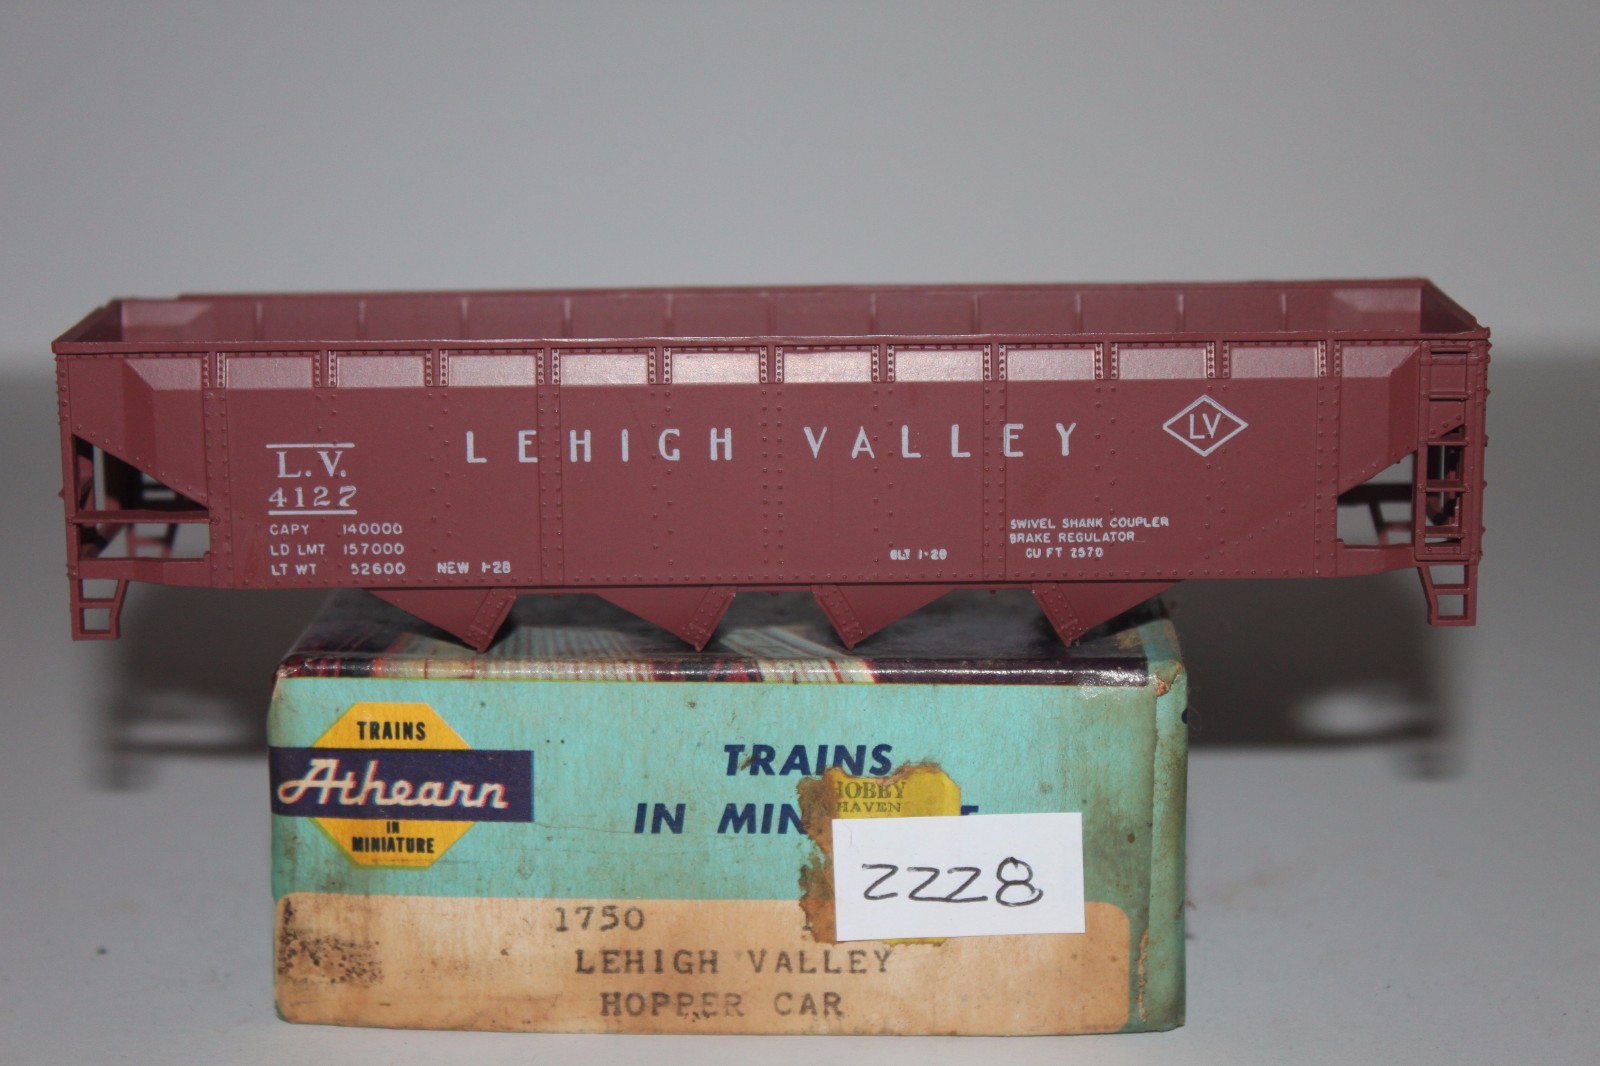 LEHIGH VALLEY
LV
L.V.
4127
CAPY 140000
LD LMT 157000
LT WT 52600 NEW 1-28
BLT 1-28
SWIVEL SHANK COUPLER
BRAKE REGULATOR
CU FT 2570
TRAINS
Athearn
IN
MINIATURE
TRAINS
IN MIN
HOBBY
HAVEN
2228
1750
LEHIGH VALLEY
HOPPER CAR